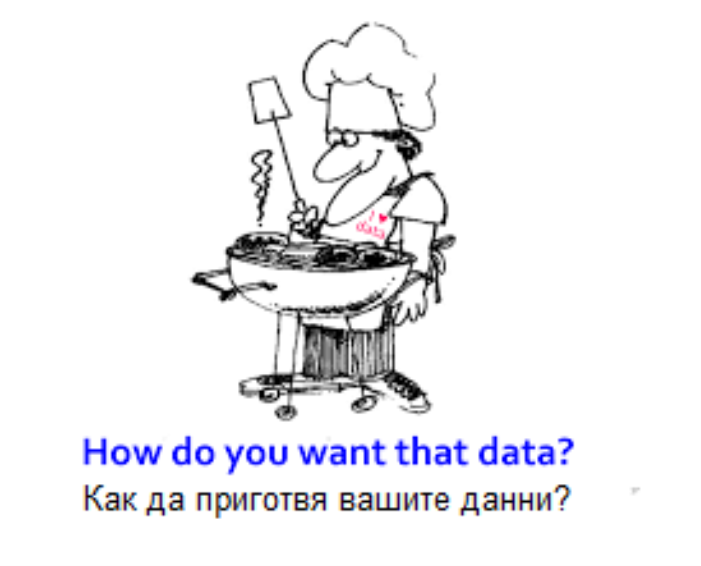 I ♥
data
How do you want that data?
Как да приготвя вашите данни?